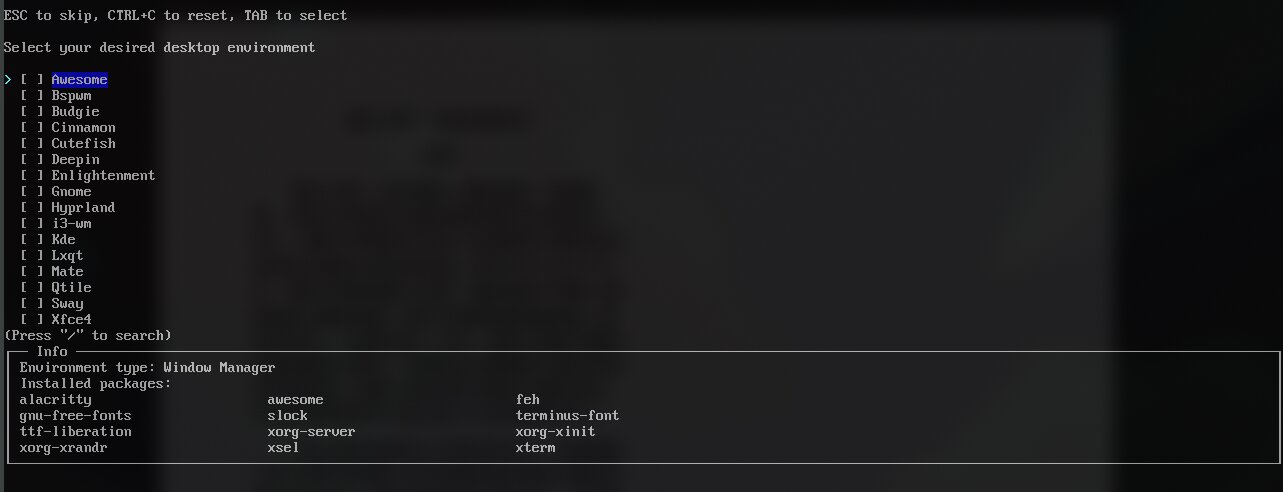 ESC to skip, CTRL+C to reset, TAB to select
Select your desired desktop environment
> [ ] Awesome
[ ] Bspwm
[ ] Budgie
[ ] Cinnamon
[ ] Cutefish
[ ] Deepin
[ ] Enlightenment
[ ] Gnome
[ ] Hyprland
[ ] i3-wm
[ ] Kde
[ ] Lxqt
[ ] Mate
[ ] Qtile
[ ] Sway
[ ] Xfce4
(Press "/" to search)
Info
Environment type: Window Manager
Installed packages:
alacritty awesome feh
gnu-free-fonts slock terminus-font
ttf-liberation xorg-server xorg-xinit
xorg-xrandr xsel xterm